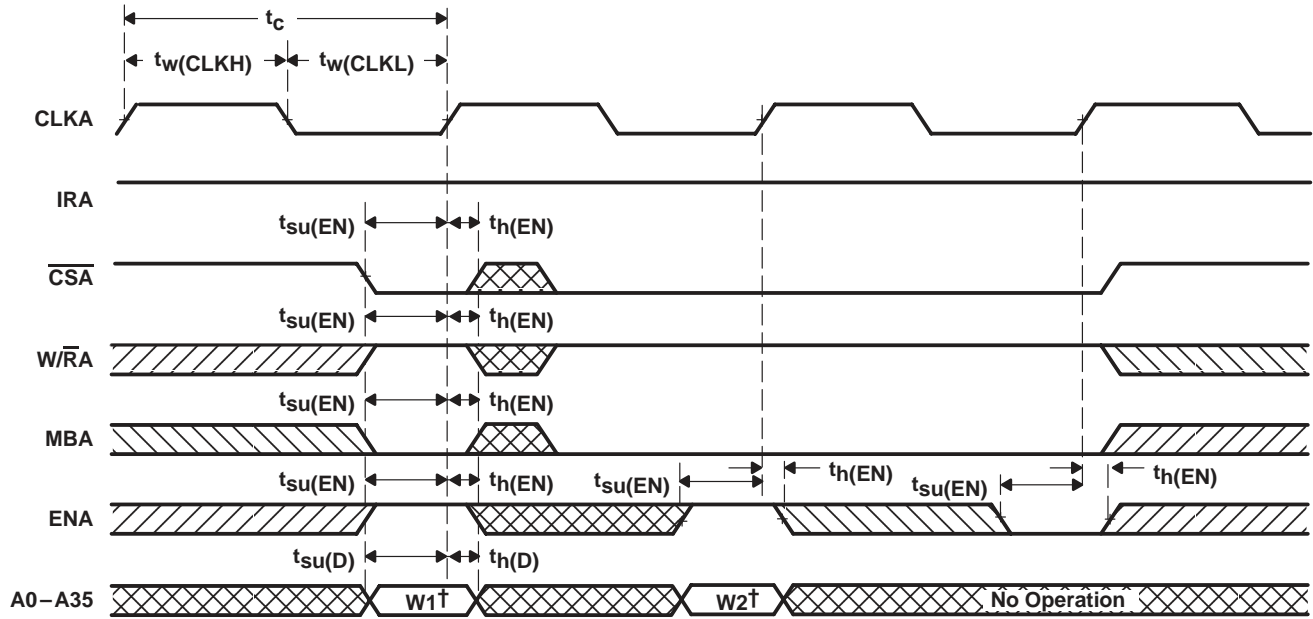 tc
tw(CLKH)
tw(CLKL)
CLKA
IRA
tsu(EN)
th(EN)
CSA
tsu(EN)
th(EN)
W/RA
tsu(EN)
th(EN)
MBA
tsu(EN)
th(EN)
tsu(EN)
th(EN)
tsu(EN)
th(EN)
ENA
tsu(D)
th(D)
A0–A35
W1†
W2†
No Operation